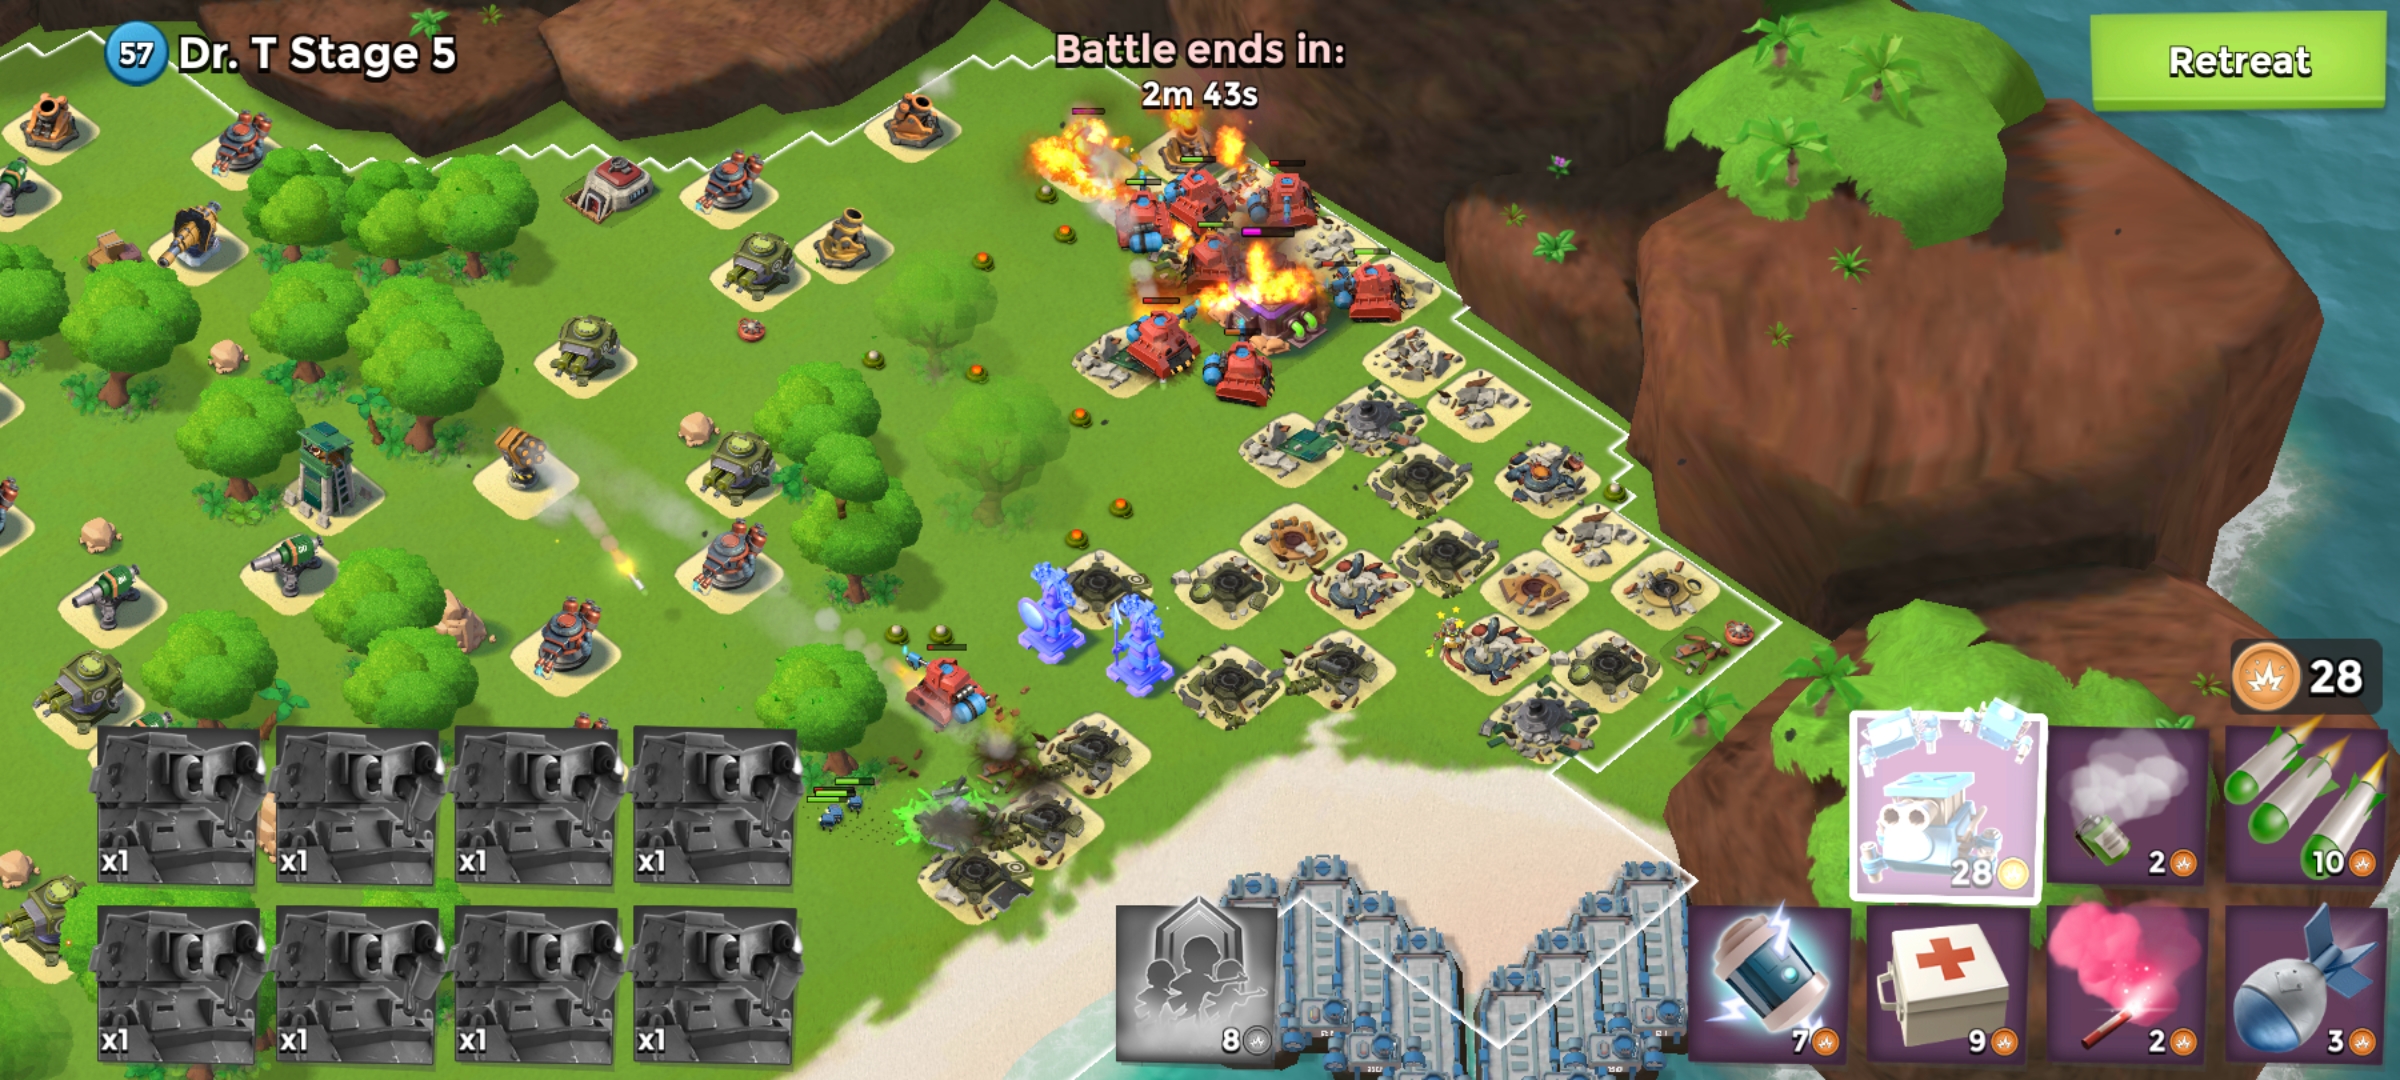 57 Dr. T Stage 5
Battle ends in:
2m 43s
Retreat
28
x1 x1 x1 x1
28 2 10
x1 x1 x1 x1
8 7 9 2 3